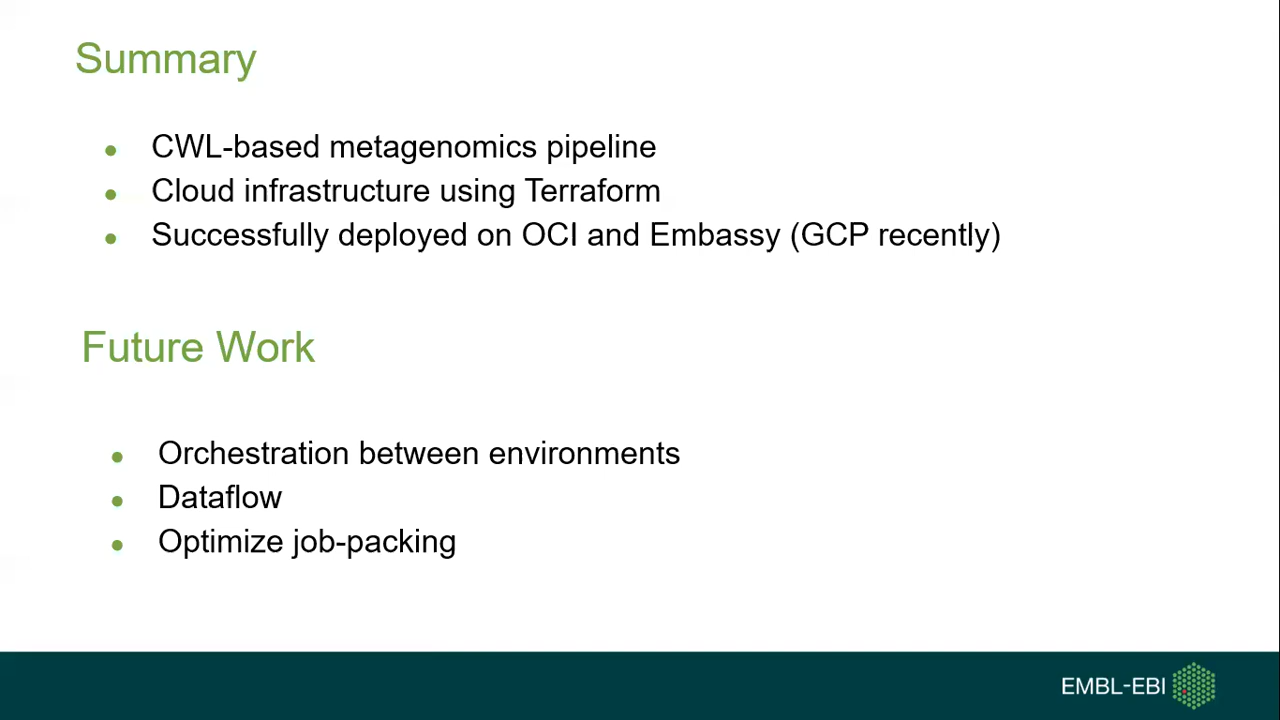 Summary
CWL-based metagenomics pipeline
Cloud infrastructure using Terraform
Successfully deployed on OCI and Embassy (GCP recently)
Future Work
Orchestration between environments
Dataflow
Optimize job-packing
EMBL-EBI